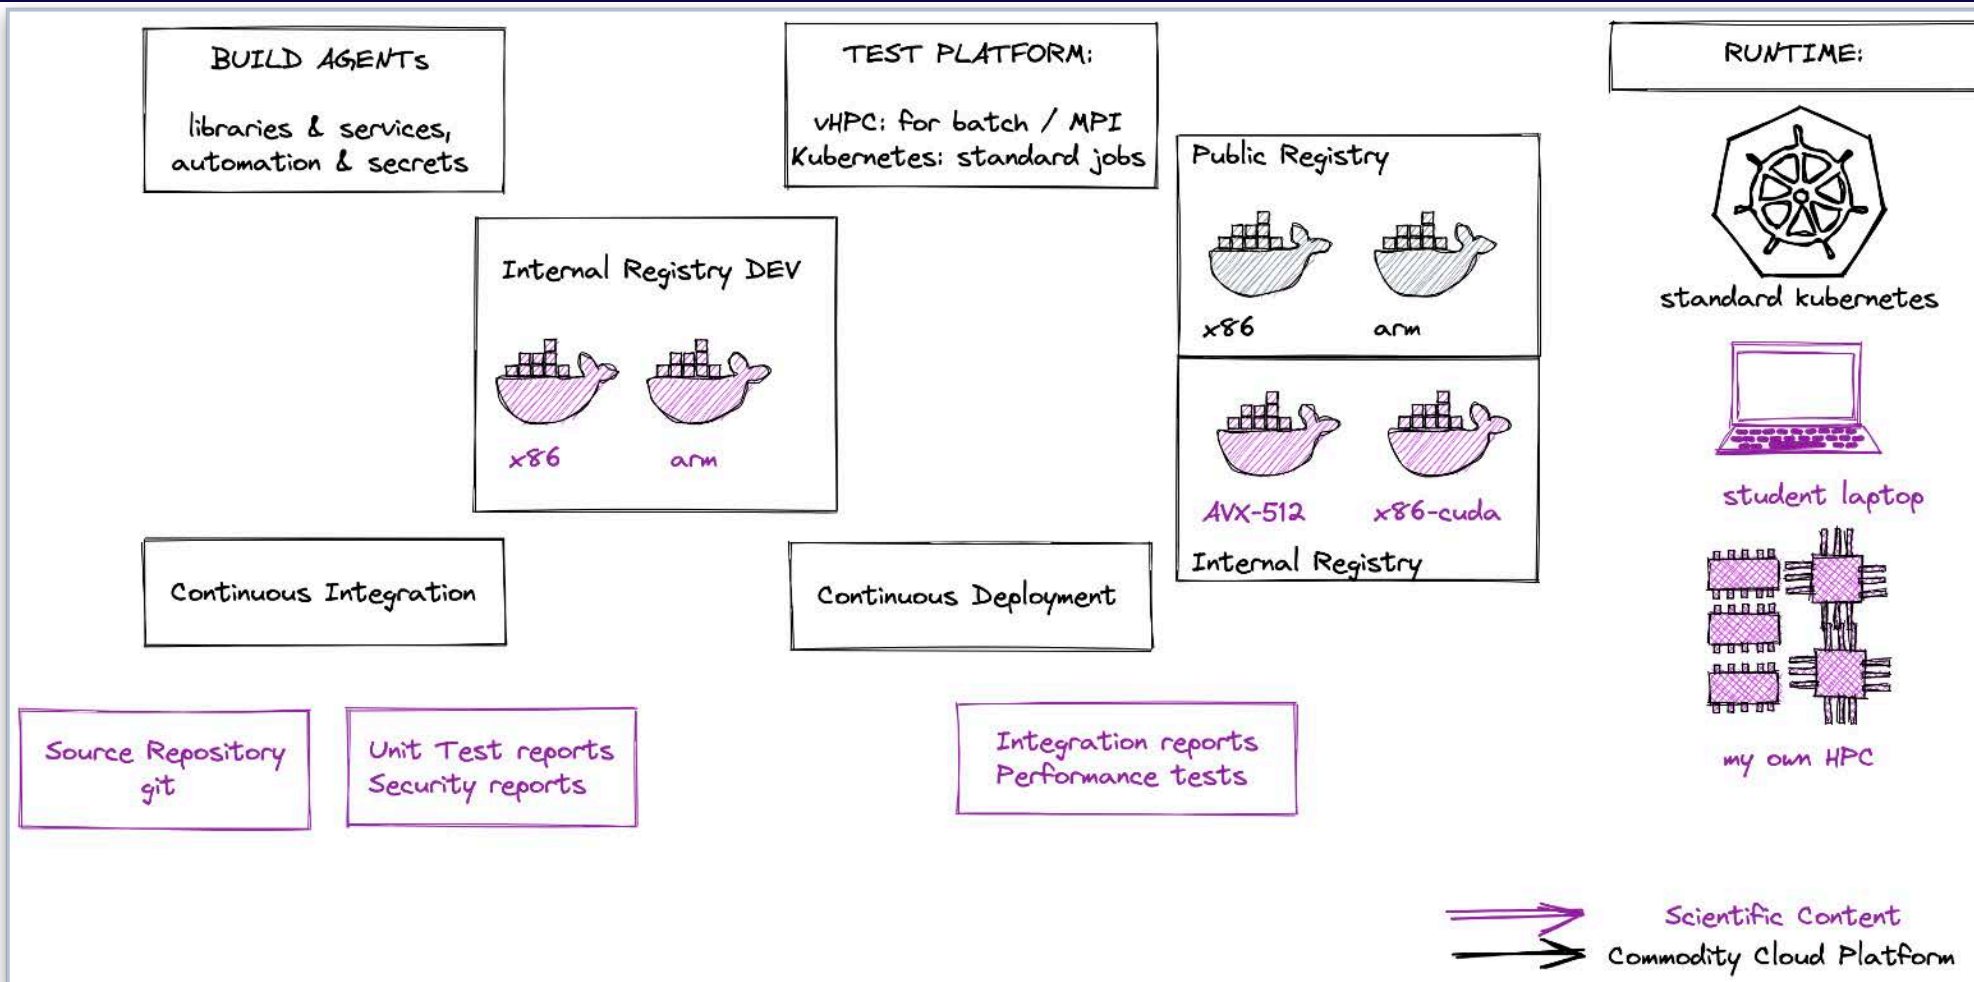 BUILD AGENTs
libraries & services,
automation & secrets
TEST PLATFORM:
vHPC: for batch / MPI
Kubernetes: standard jobs
RUNTIME:
Public Registry
x86
arm
standard kubernetes
Internal Registry DEV
x86
arm
AVX-512
x86-cuda
Internal Registry
student laptop
Continuous Integration
Continuous Deployment
my own HPC
Source Repository
git
Unit Test reports
Security reports
Integration reports
Performance tests
Scientific Content
Commodity Cloud Platform